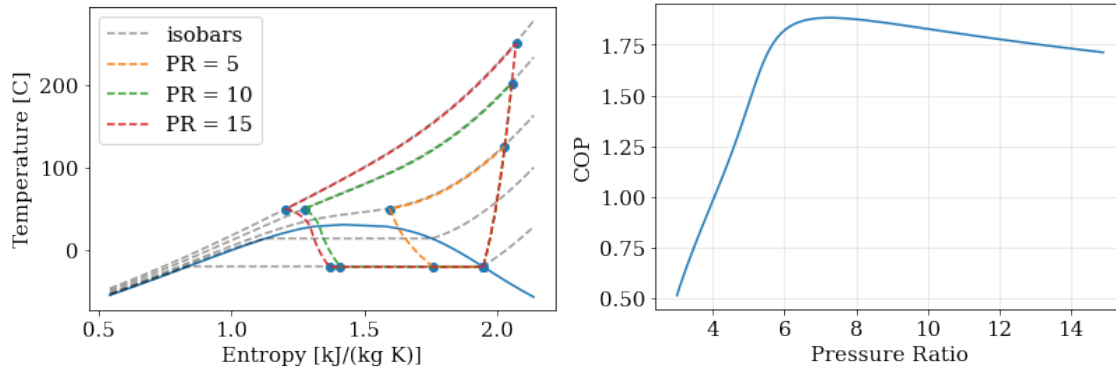 isobars
PR = 5
PR = 10
PR = 15
Temperature [C]
200
100
0
0.5
1.0
1.5
2.0
Entropy [kJ/(kg K)]
COP
1.75
1.50
1.25
1.00
0.75
0.50
4
6
8
10
12
14
Pressure Ratio